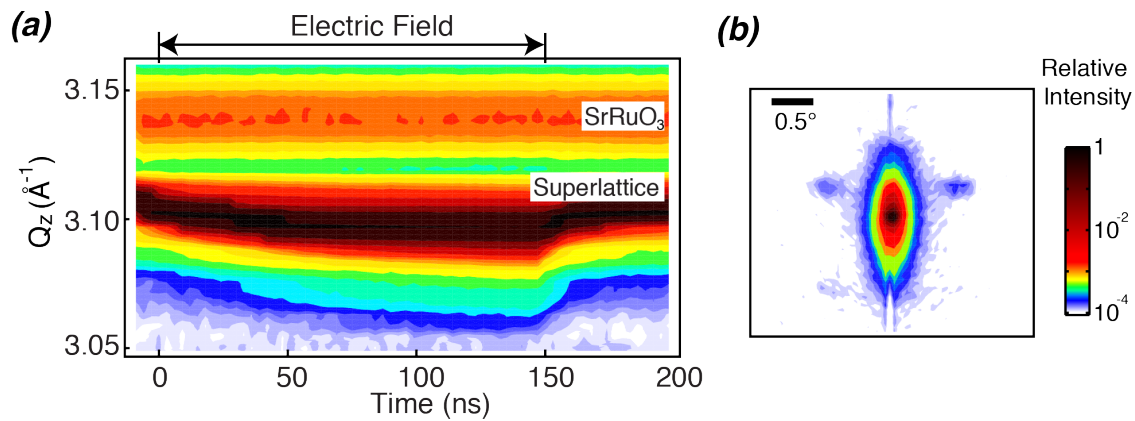 (a)
Electric Field
3.15
3.10
3.05
Qz (Å-1)
SrRuO3
Superlattice
0
50
100
150
200
Time (ns)
(b)
0.5°
Relative
Intensity
1
10-2
10-4